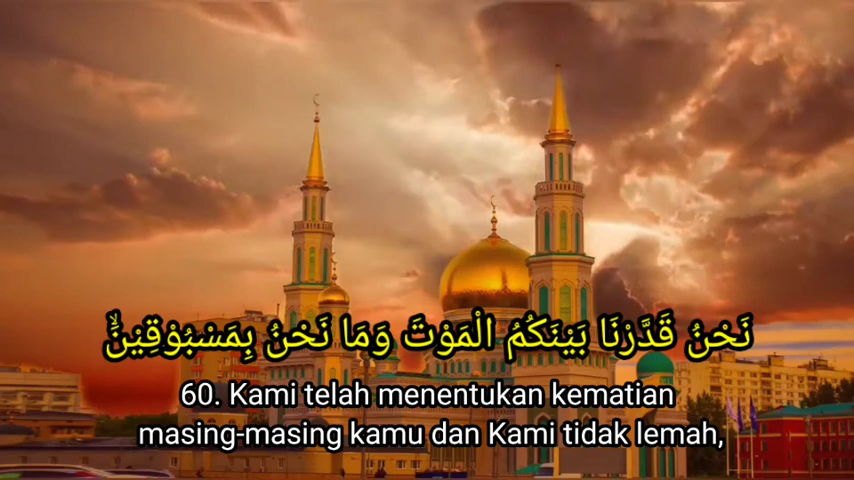 نَحْنُ قَدَّرْنَا بَيْنَكُمُ الْمَوْتَ وَمَا نَحْنُ بِمَسْبُوْقِيْنَۙ
60. Kami telah menentukan kematian
masing-masing kamu dan Kami tidak lemah,